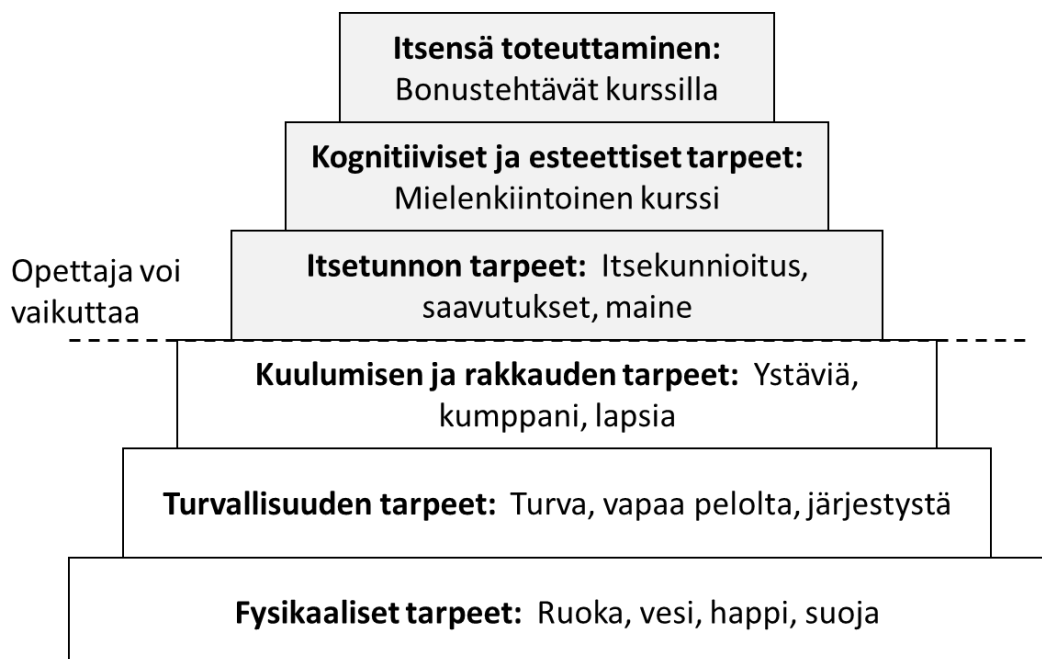 Itsensä toteuttaminen:
Bonustehtävät kurssilla
Kognitiiviset ja esteettiset tarpeet:
Mielenkiintoinen kurssi
Opettaja voi
vaikuttaa
Itsetunnon tarpeet: Itsekunnioitus,
saavutukset, maine
Kuulumisen ja rakkauden tarpeet: Ystäviä,
kumppani, lapsia
Turvallisuuden tarpeet: Turva, vapaa pelolta, järjestystä
Fysikaaliset tarpeet: Ruoka, vesi, happi, suoja